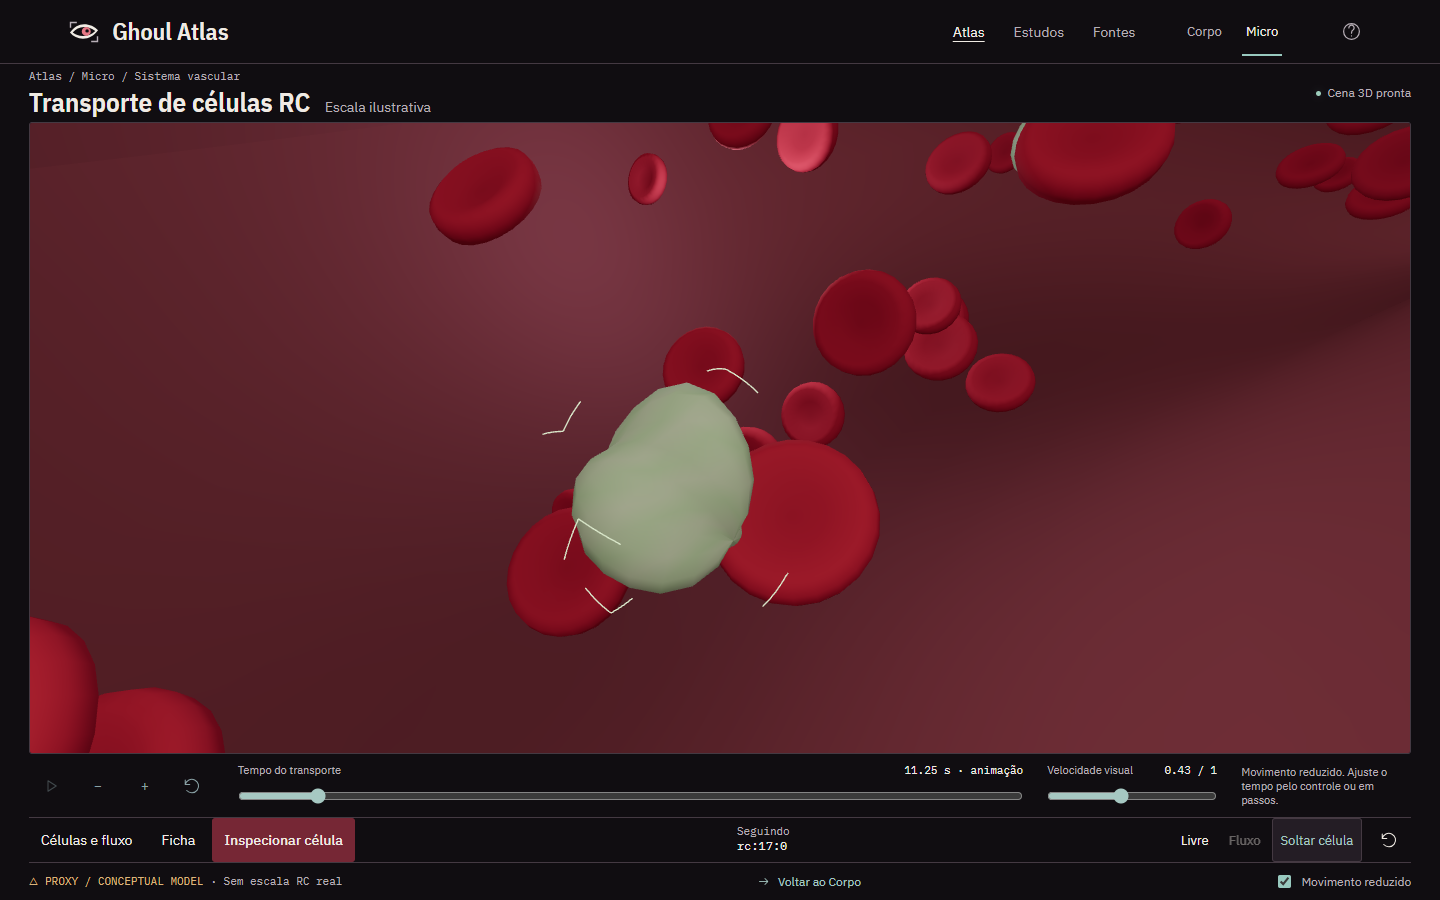 Ghoul Atlas
Atlas Estudos Fontes Corpo Micro
Atlas / Micro / Sistema vascular
Transporte de células RC Escala ilustrativa
Cena 3D pronta
Tempo do transporte 11.25 s · animação
Velocidade visual 0.43 / 1
Movimento reduzido. Ajuste o
tempo pelo controle ou em
passos.
Células e fluxo Ficha Inspecionar célula
Seguindo
rc:17:0
Livre Fluxo Soltar célula
PROXY / CONCEPTUAL MODEL · Sem escala RC real
→ Voltar ao Corpo
Movimento reduzido